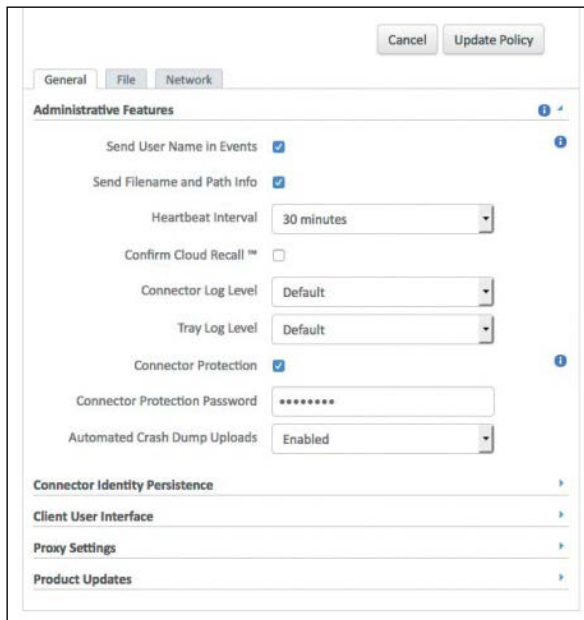 Cancel Update Policy
General File Network
Administrative Features
Send User Name in Events
Send Filename and Path Info
Heartbeat Interval 30 minutes
Confirm Cloud Recall ™
Connector Log Level Default
Tray Log Level Default
Connector Protection
Connector Protection Password ••••••••
Automated Crash Dump Uploads Enabled
Connector Identity Persistence
Client User Interface
Proxy Settings
Product Updates